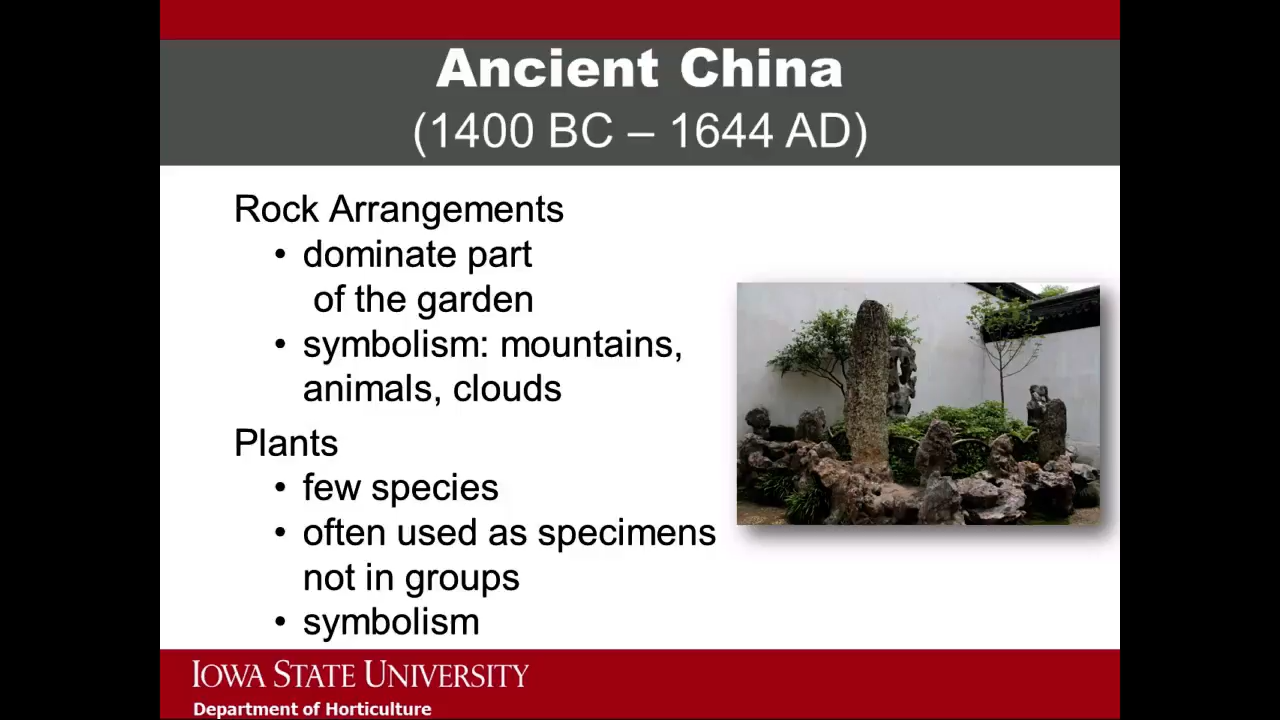 Ancient China
(1400 BC – 1644 AD)
Rock Arrangements
• dominate part
of the garden
• symbolism: mountains,
animals, clouds
Plants
• few species
• often used as specimens
not in groups
• symbolism
IOWA STATE UNIVERSITY
Department of Horticulture